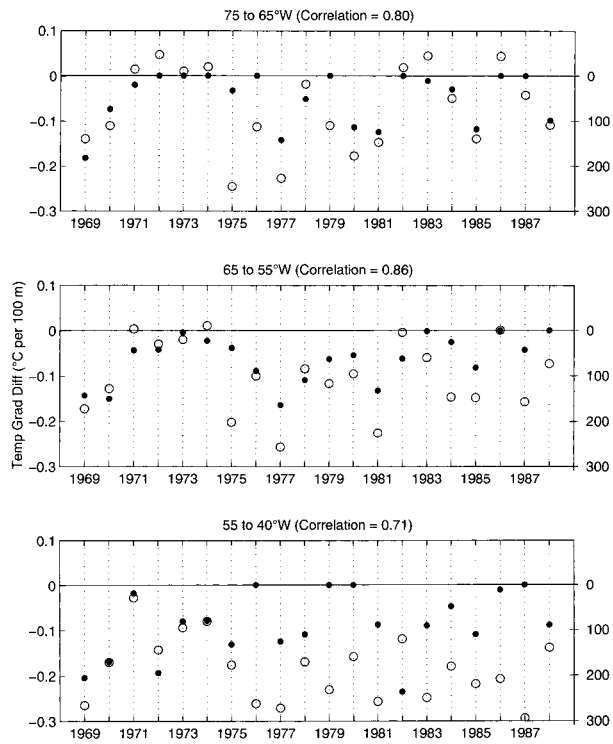 75 to 65°W (Correlation = 0.80)
0.1
0 0
−0.1 100
−0.2 200
−0.3 300
1969 1971 1973 1975 1977 1979 1981 1983 1985 1987
65 to 55°W (Correlation = 0.86)
Temp Grad Diff (°C per 100 m)
0.1
0 0
−0.1 100
−0.2 200
−0.3 300
1969 1971 1973 1975 1977 1979 1981 1983 1985 1987
55 to 40°W (Correlation = 0.71)
0.1
0 0
−0.1 100
−0.2 200
−0.3 300
1969 1971 1973 1975 1977 1979 1981 1983 1985 1987